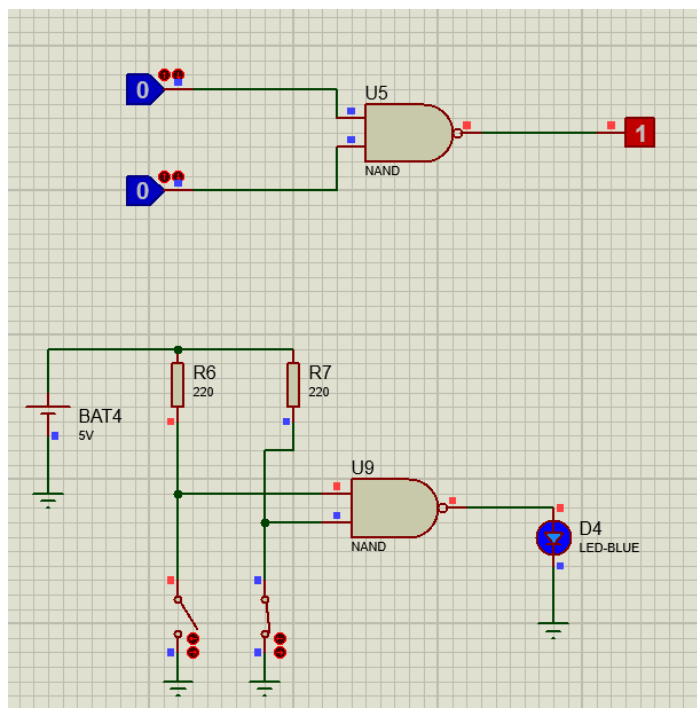 0
U5
1
NAND
0
R6
R7
220
220
BAT4
5V
U9
NAND
D4
LED-BLUE